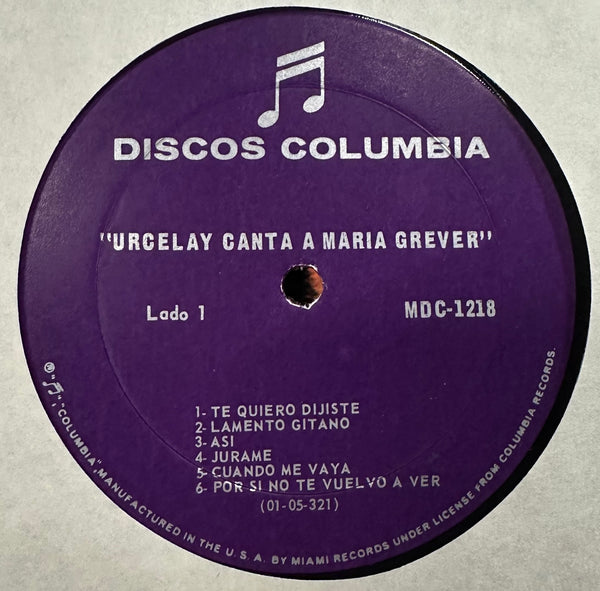 DISCOS COLUMBIA
"URCELAY CANTA A MARIA GREVER"
Lado 1
MDC-1218
1- TE QUIERO DIJISTE
2- LAMENTO GITANO
3- ASI
4- JURAME
5- CUANDO ME VAYA
6- POR SI NO TE VUELVO A VER
(01-05-321)
"COLUMBIA", MANUFACTURED IN THE U.S.A. BY MIAMI RECORDS UNDER LICENSE FROM COLUMBIA RECORDS.